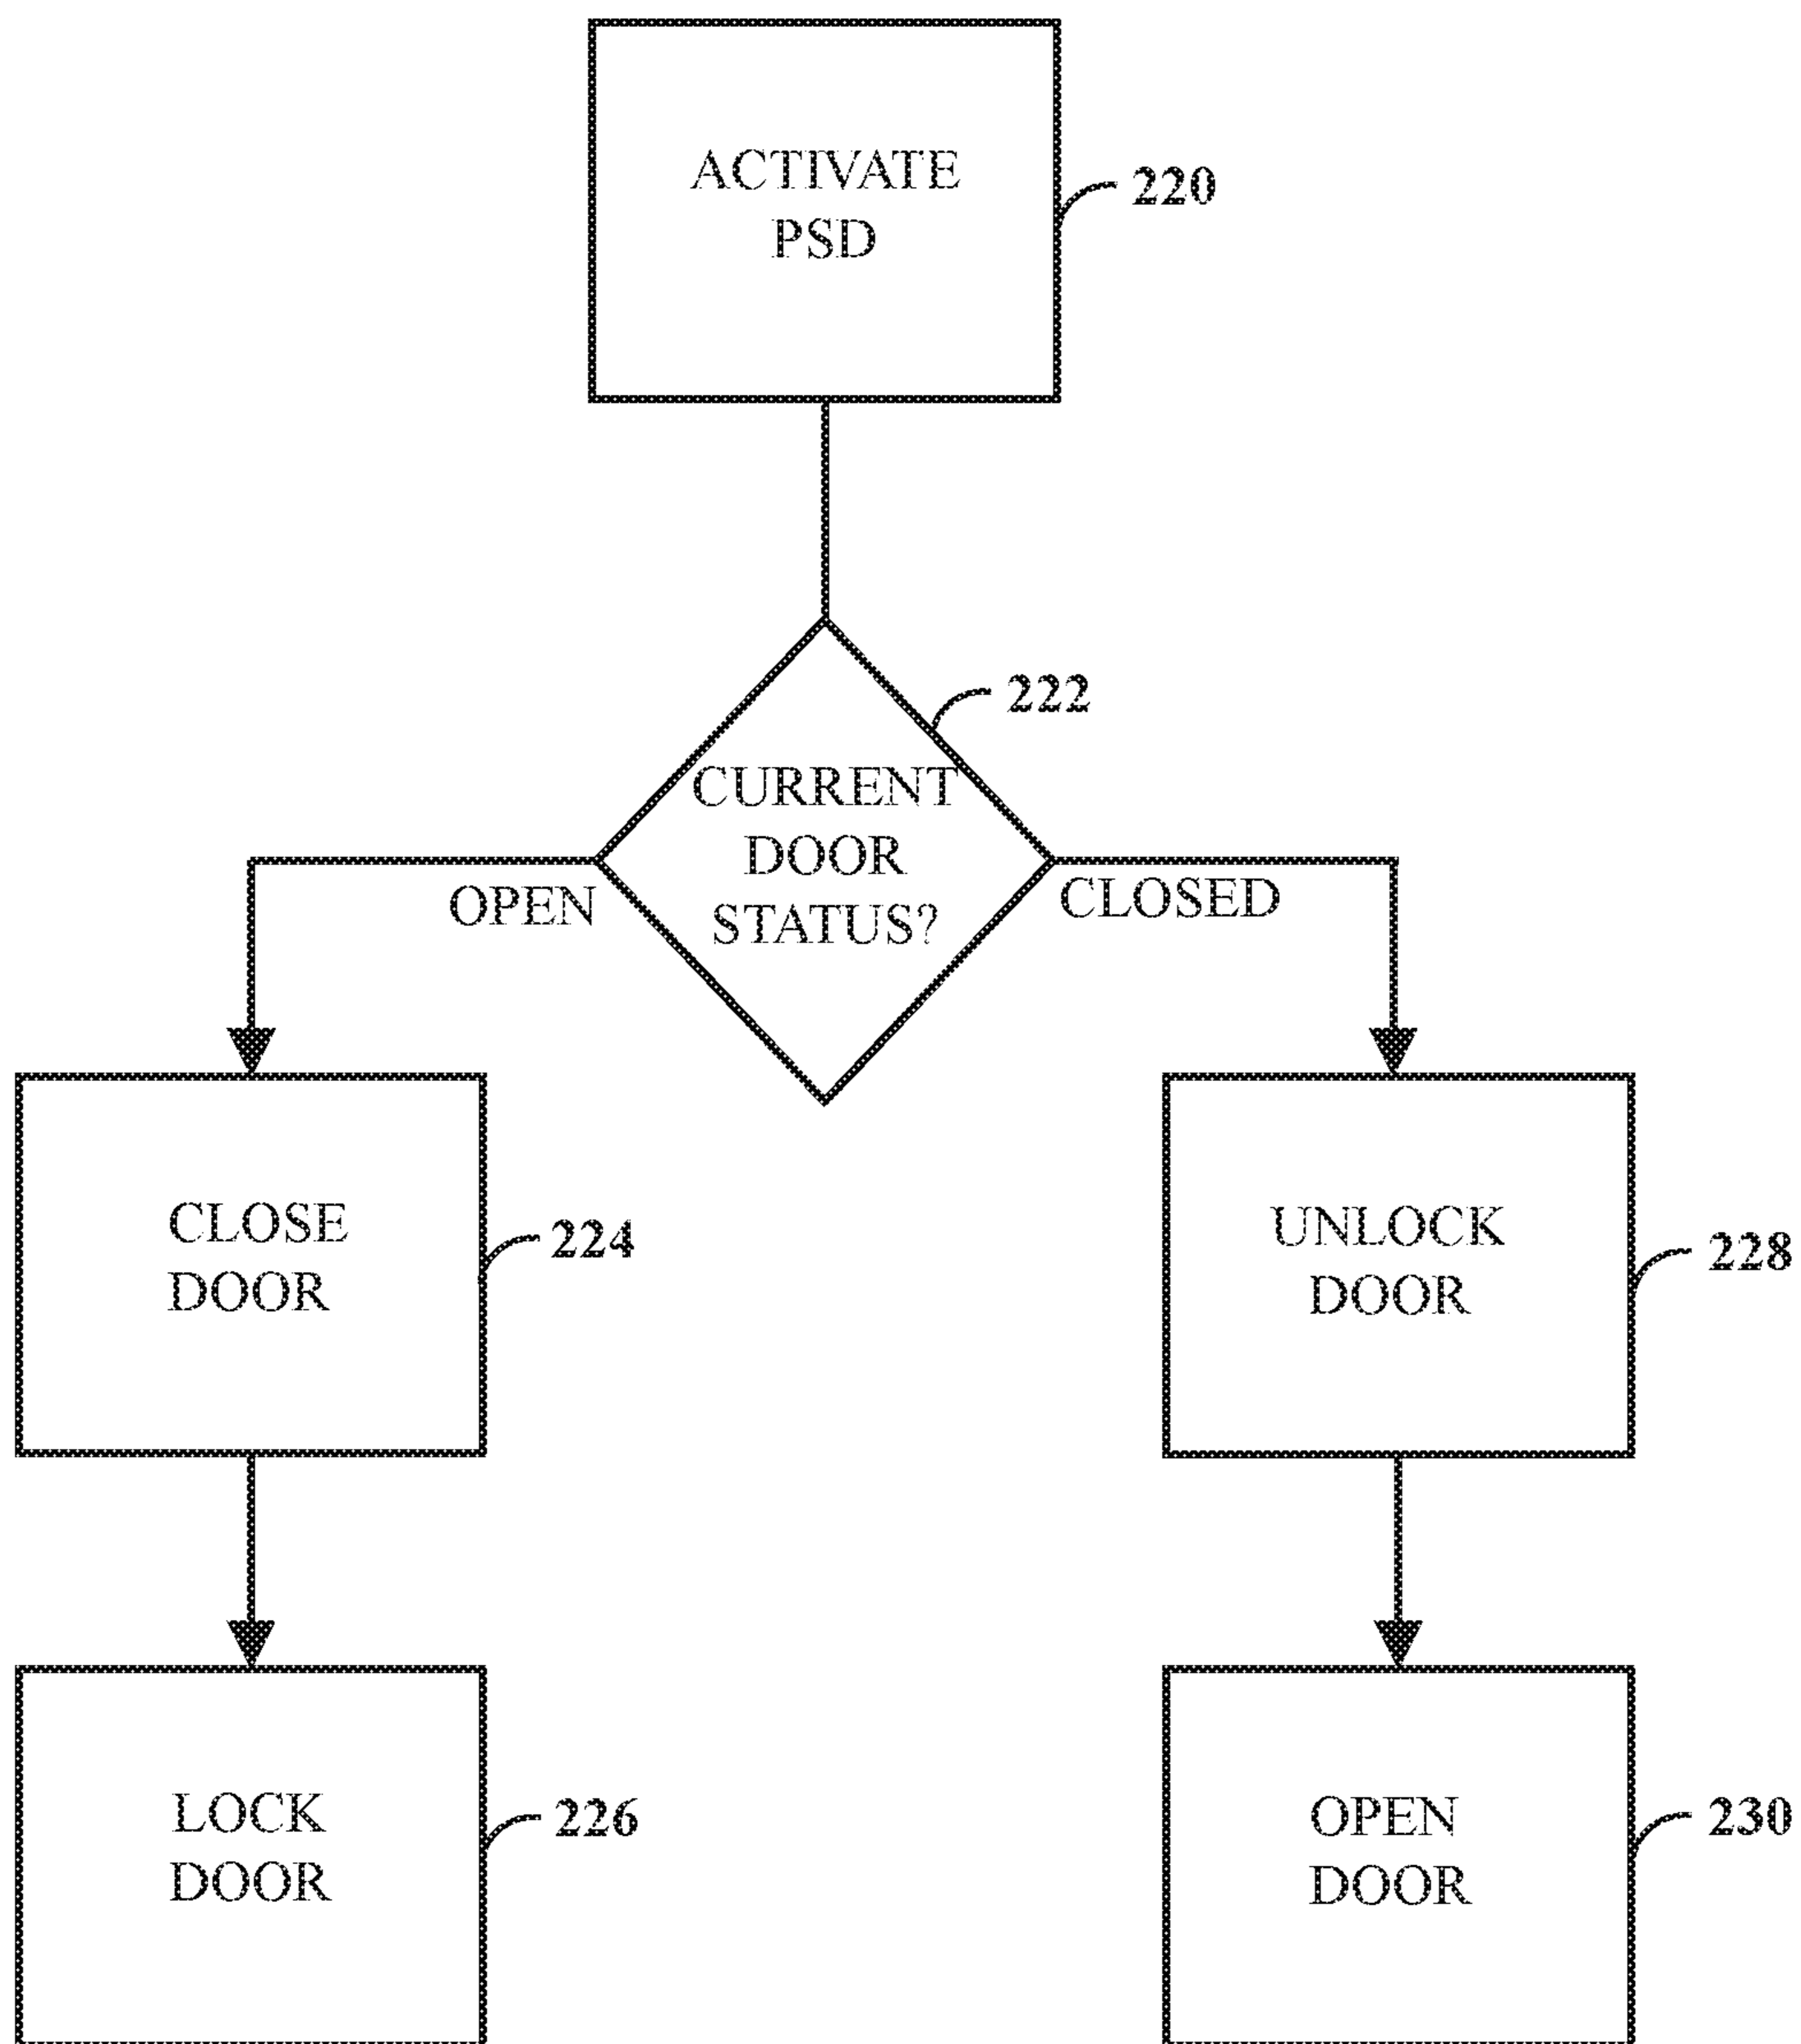 ACTIVATE
PSD
220
222
CURRENT
DOOR
STATUS?
OPEN
CLOSED
CLOSE
DOOR
224
UNLOCK
DOOR
228
LOCK
DOOR
226
OPEN
DOOR
230